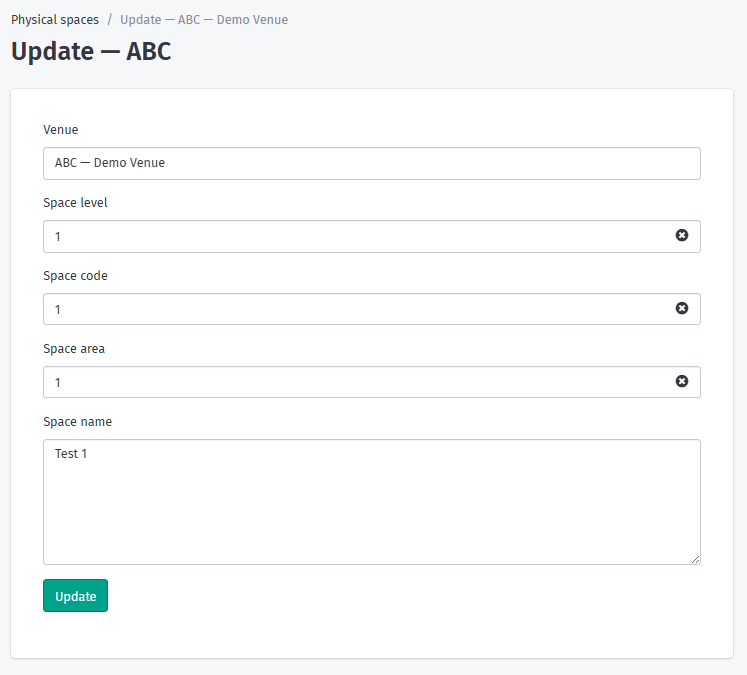 Physical spaces / Update — ABC — Demo Venue
Update — ABC
Venue
ABC — Demo Venue
Space level
1
Space code
1
Space area
1
Space name
Test 1
Update